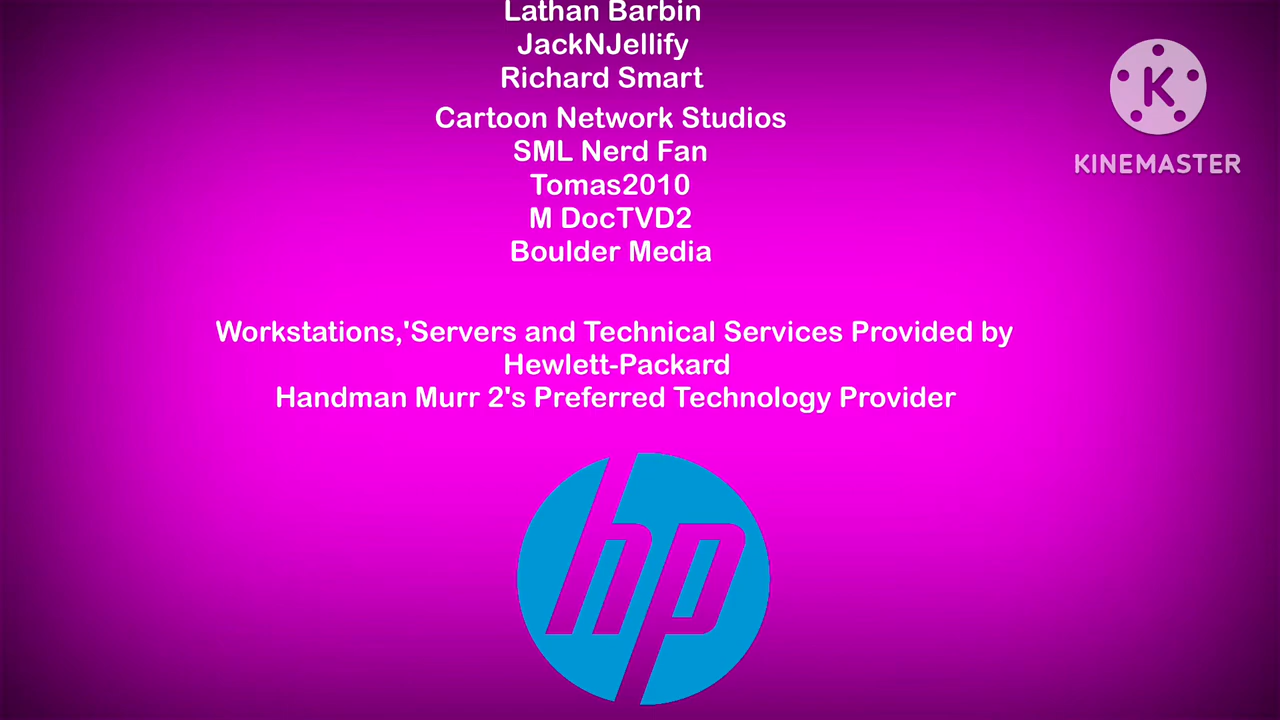 Lathan Barbin
JackNJellify
Richard Smart
Cartoon Network Studios
SML Nerd Fan
Tomas2010
M DocTVD2
Boulder Media
Workstations,'Servers and Technical Services Provided by
Hewlett-Packard
Handman Murr 2's Preferred Technology Provider
hp
K
KINEMASTER